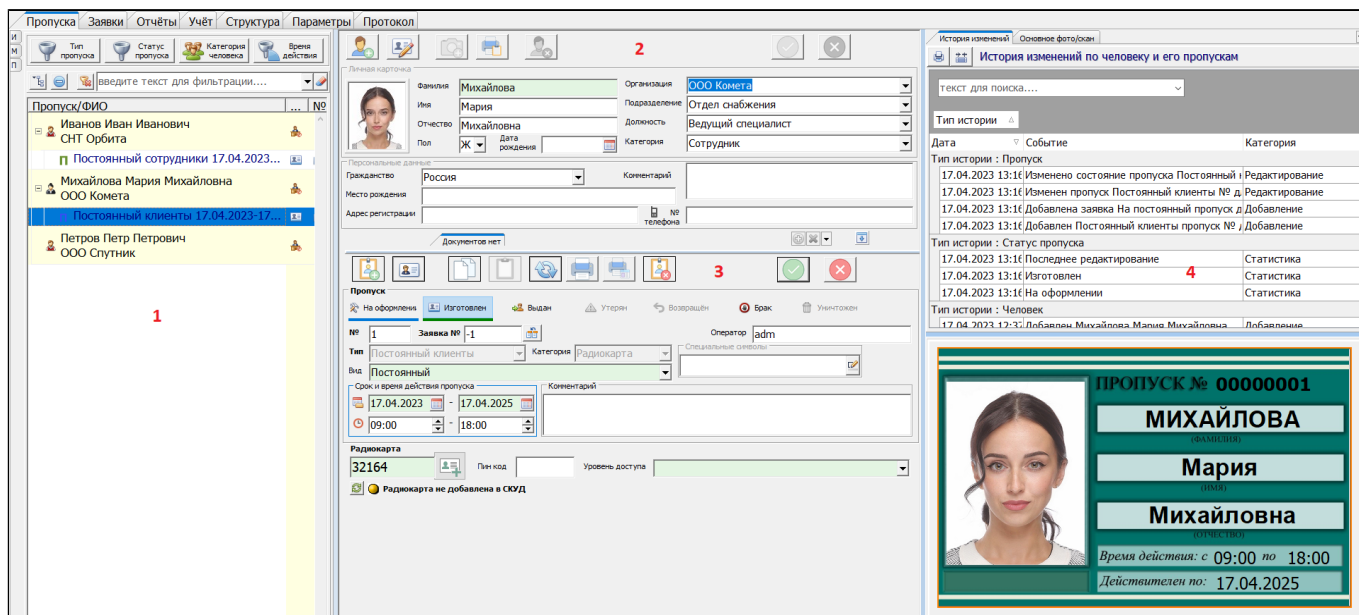 Пропуска Заявки Отчёты Учёт Структура Параметры Протокол
И
М
П
Тип пропуска
Статус пропуска
Категория человека
Время действия
введите текст для фильтрации....
Пропуск/ФИО ... №
Иванов Иван Иванович
СНТ Орбита
Постоянный сотрудники 17.04.2023...
Михайлова Мария Михайловна
ООО Комета
Постоянный клиенты 17.04.2023-17...
Петров Петр Петрович
ООО Спутник
1
2
Личная карточка
Фамилия Михайлова
Имя Мария
Отчество Михайловна
Пол Ж Дата рождения
Организация ООО Комета
Подразделение Отдел снабжения
Должность Ведущий специалист
Категория Сотрудник
Персональные данные
Гражданство Россия Комментарий
Место рождения
Адрес регистрации № телефона
Документов нет
3
Пропуск
На оформлени Изготовлен Выдан Утерян Возвращён Брак Уничтожен
№ 1 Заявка № -1 Оператор adm
Тип Постоянный клиенты Категория Радиокарта Специальные символы
Вид Постоянный
Срок и время действия пропуска Комментарий
17.04.2023 - 17.04.2025
09:00 - 18:00
Радиокарта
32164 Пин код Уровень доступа
Радиокарта не добавлена в СКУД
История изменений Основное фото/скан
История изменений по человеку и его пропускам
текст для поиска....
Тип истории
Дата Событие Категория
Тип истории : Пропуск
17.04.2023 13:16 Изменено состояние пропуска Постоянный Редактирование
17.04.2023 13:16 Изменен пропуск Постоянный клиенты № д Редактирование
17.04.2023 13:16 Добавлена заявка На постоянный пропуск д Добавление
17.04.2023 13:16 Добавлен Постоянный клиенты пропуск № Добавление
Тип истории : Статус пропуска
17.04.2023 13:16 Последнее редактирование Статистика
17.04.2023 13:16 Изготовлен Статистика
4
17.04.2023 13:16 На оформлении Статистика
Тип истории : Человек
17.04.2023 12:32 Добавлен Михайлова Мария Михайловна Добавление
ПРОПУСК № 00000001
МИХАЙЛОВА
(ФАМИЛИЯ)
Мария
(ИМЯ)
Михайловна
(ОТЧЕСТВО)
Время действия: с 09:00 по 18:00
Действителен по: 17.04.2025